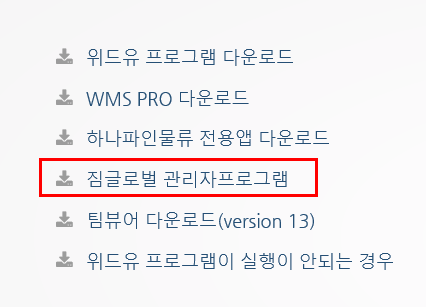 위드유 프로그램 다운로드
WMS PRO 다운로드
하나파인물류 전용앱 다운로드
짐글로벌 관리자프로그램
팀뷰어 다운로드(version 13)
위드유 프로그램이 실행이 안되는 경우